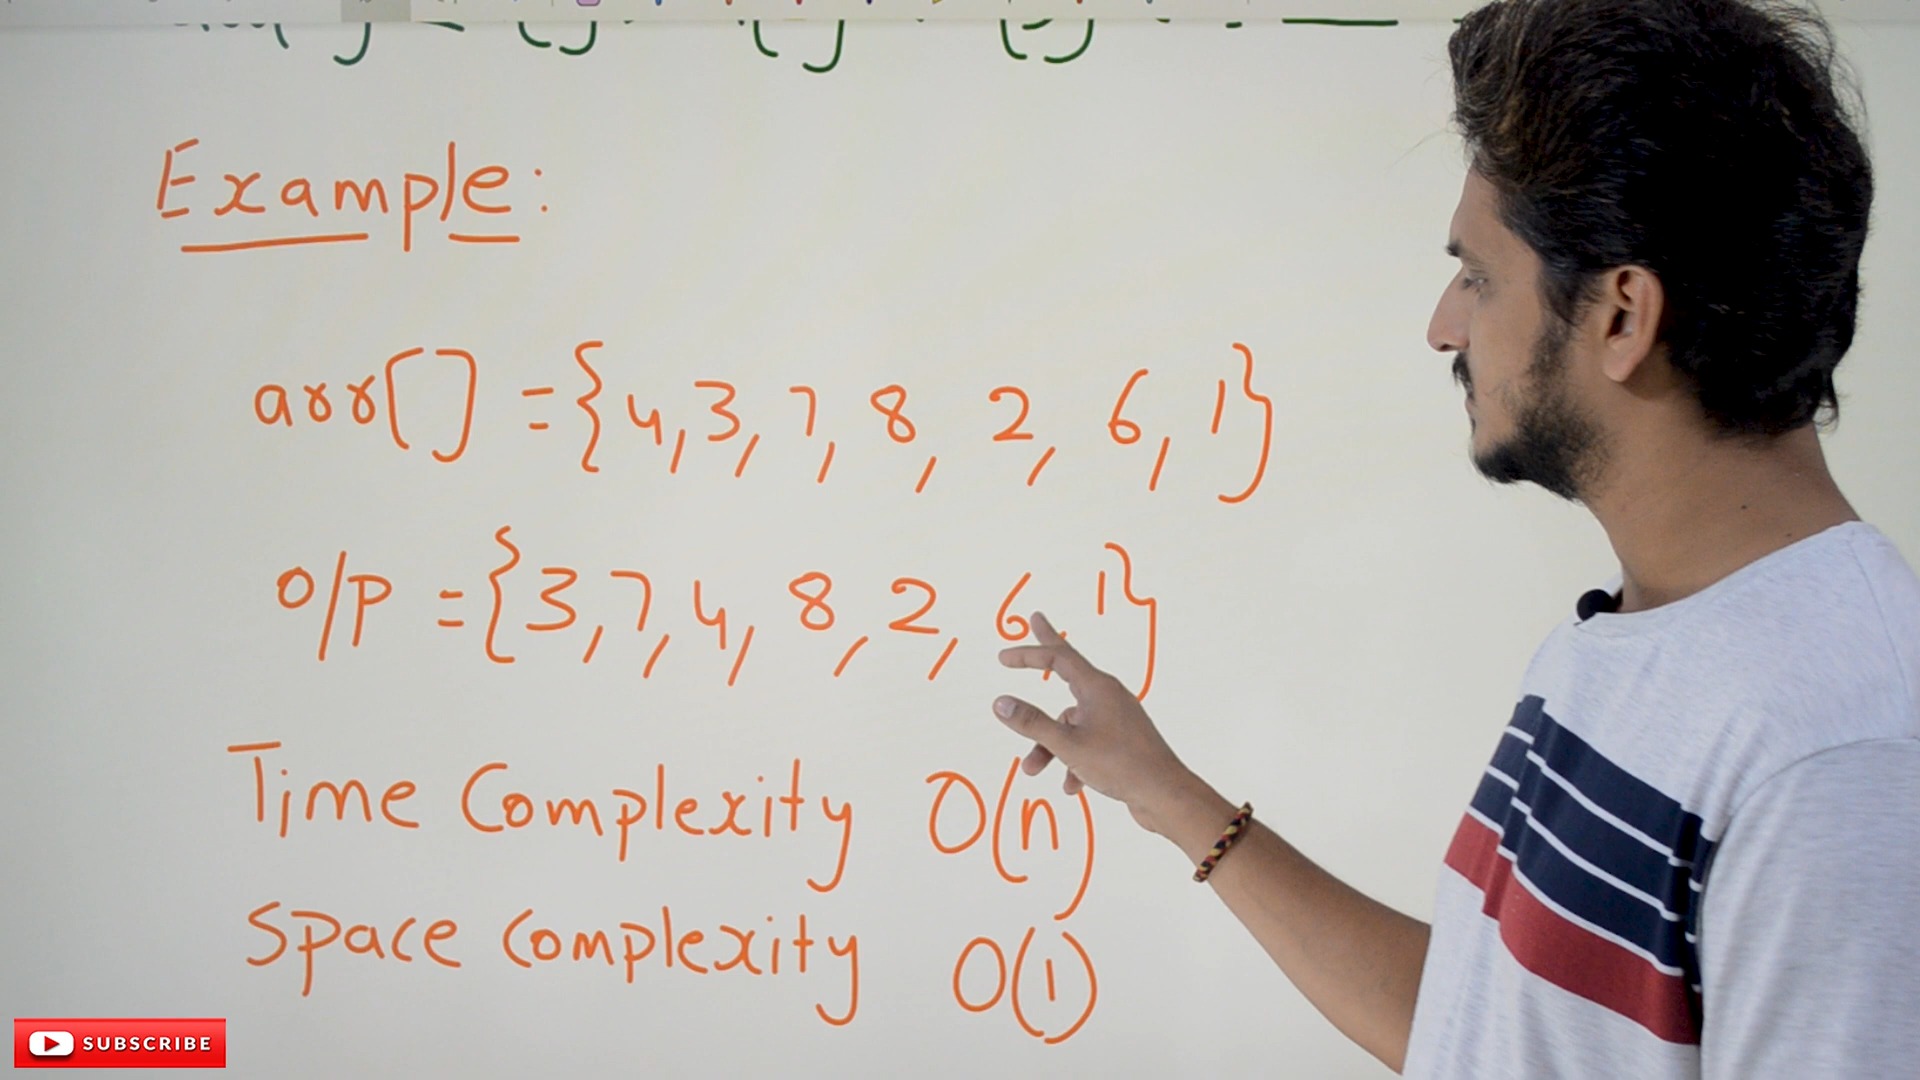 Example:
arr[] = {4,3,7,8,2,6,1}
o/p = {3,7,4,8,2,6,1}
Time Complexity O(n)
Space Complexity O(1)
SUBSCRIBE